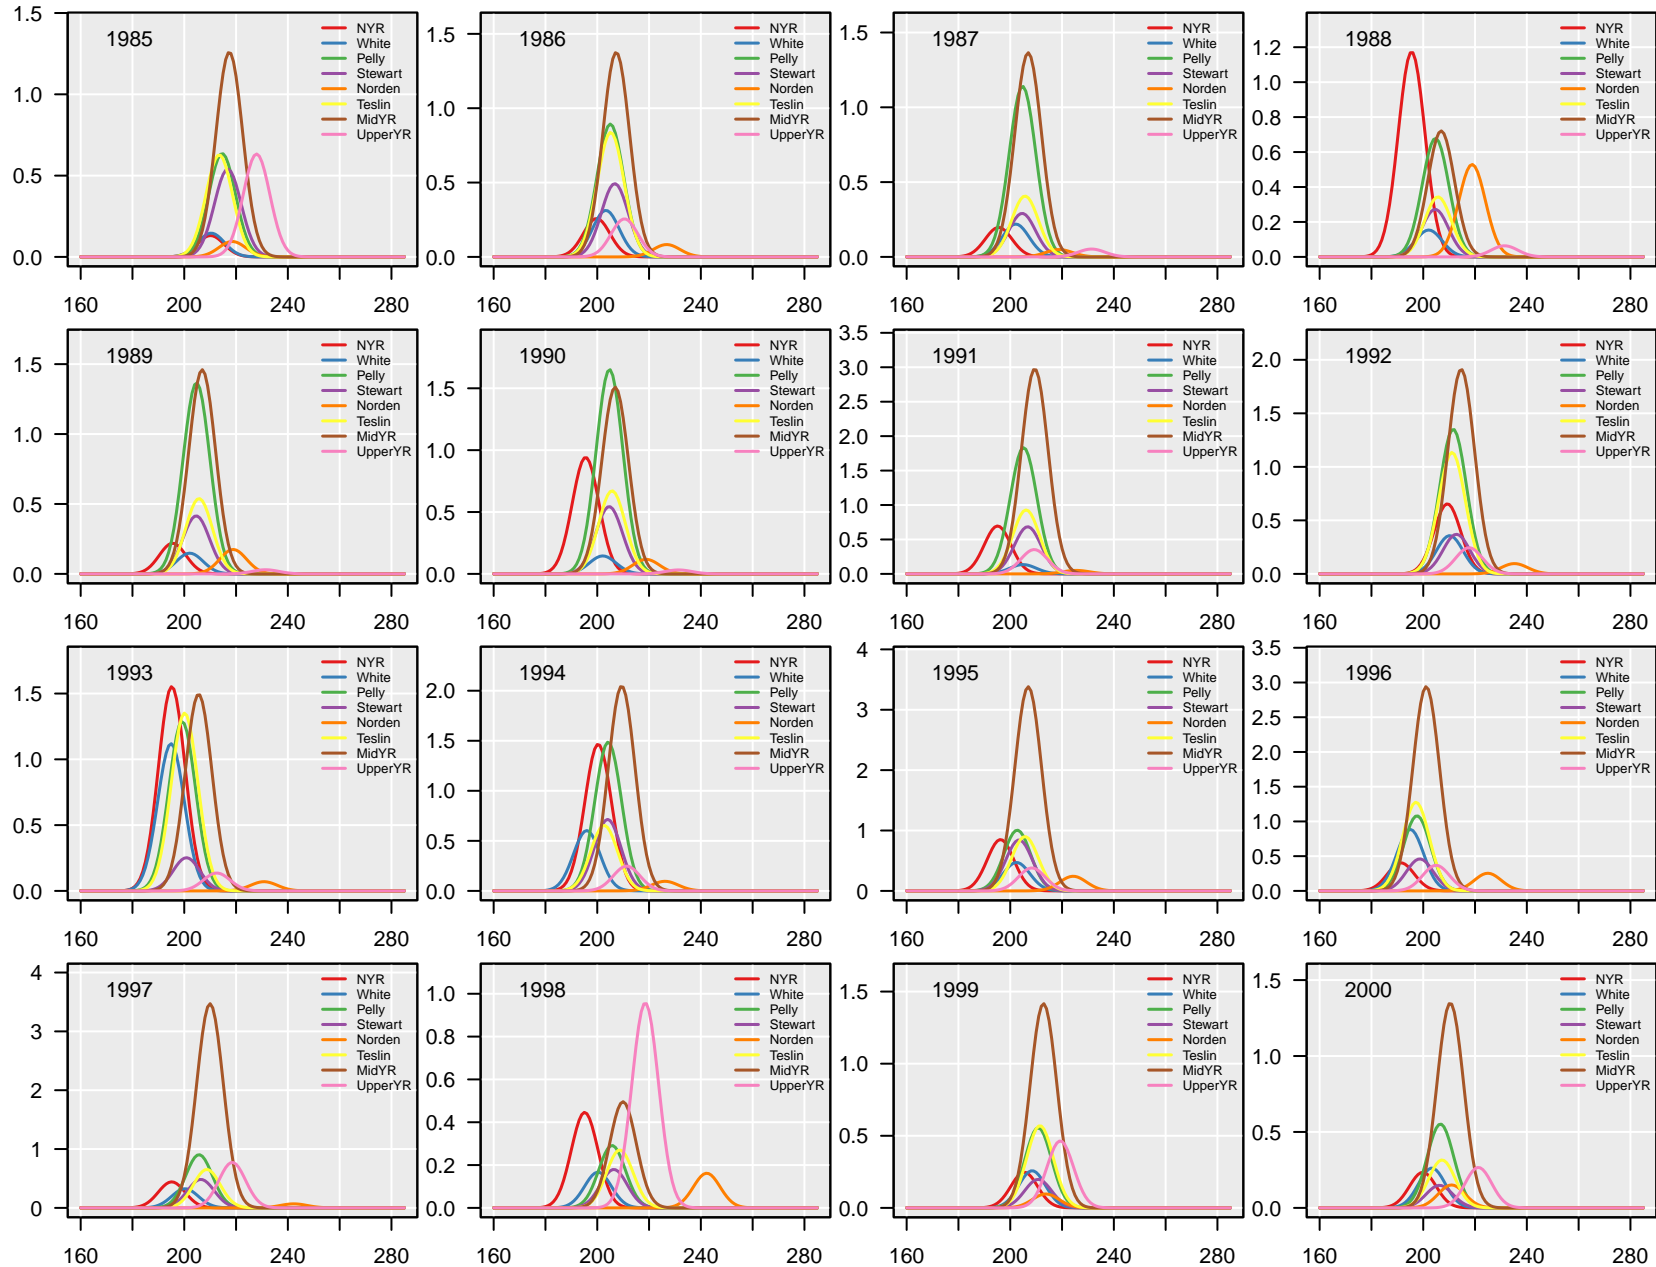 1985
NYR
White
Pelly
Stewart
Norden
Teslin
MidYR
UpperYR
1.5
1.0
0.5
0.0
160 200 240 280
1986
NYR
White
Pelly
Stewart
Norden
Teslin
MidYR
UpperYR
1.5
1.0
0.5
0.0
160 200 240 280
1987
NYR
White
Pelly
Stewart
Norden
Teslin
MidYR
UpperYR
1.5
1.0
0.5
0.0
160 200 240 280
1988
NYR
White
Pelly
Stewart
Norden
Teslin
MidYR
UpperYR
1.2
1.0
0.8
0.6
0.4
0.2
0.0
160 200 240 280
1989
NYR
White
Pelly
Stewart
Norden
Teslin
MidYR
UpperYR
1.5
1.0
0.5
0.0
160 200 240 280
1990
NYR
White
Pelly
Stewart
Norden
Teslin
MidYR
UpperYR
1.5
1.0
0.5
0.0
160 200 240 280
1991
NYR
White
Pelly
Stewart
Norden
Teslin
MidYR
UpperYR
3.5
3.0
2.5
2.0
1.5
1.0
0.5
0.0
160 200 240 280
1992
NYR
White
Pelly
Stewart
Norden
Teslin
MidYR
UpperYR
2.0
1.5
1.0
0.5
0.0
160 200 240 280
1993
NYR
White
Pelly
Stewart
Norden
Teslin
MidYR
UpperYR
1.5
1.0
0.5
0.0
160 200 240 280
1994
NYR
White
Pelly
Stewart
Norden
Teslin
MidYR
UpperYR
2.0
1.5
1.0
0.5
0.0
160 200 240 280
1995
NYR
White
Pelly
Stewart
Norden
Teslin
MidYR
UpperYR
4
3
2
1
0
160 200 240 280
1996
NYR
White
Pelly
Stewart
Norden
Teslin
MidYR
UpperYR
3.5
3.0
2.5
2.0
1.5
1.0
0.5
0.0
160 200 240 280
1997
NYR
White
Pelly
Stewart
Norden
Teslin
MidYR
UpperYR
4
3
2
1
0
160 200 240 280
1998
NYR
White
Pelly
Stewart
Norden
Teslin
MidYR
UpperYR
1.0
0.8
0.6
0.4
0.2
0.0
160 200 240 280
1999
NYR
White
Pelly
Stewart
Norden
Teslin
MidYR
UpperYR
1.5
1.0
0.5
0.0
160 200 240 280
2000
NYR
White
Pelly
Stewart
Norden
Teslin
MidYR
UpperYR
1.5
1.0
0.5
0.0
160 200 240 280